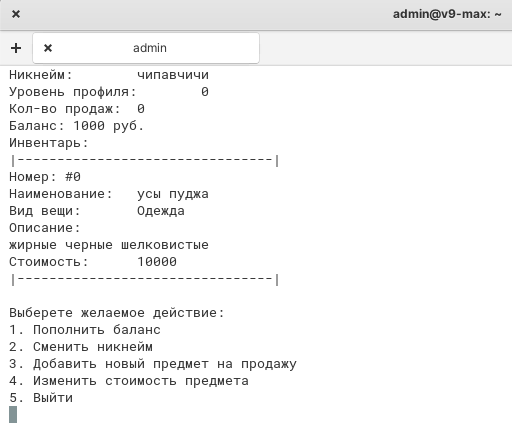 admin@v9-max: ~
admin
Никнейм:        чипавчичи
Уровень профиля:        0
Кол-во продаж:  0
Баланс: 1000 руб.
Инвентарь:
|--------------------------------|
Номер: #0
Наименование:   усы пуджа
Вид вещи:       Одежда
Описание:
жирные черные шелковистые
Стоимость:      10000
|--------------------------------|
Выберете желаемое действие:
1. Пополнить баланс
2. Сменить никнейм
3. Добавить новый предмет на продажу
4. Изменить стоимость предмета
5. Выйти